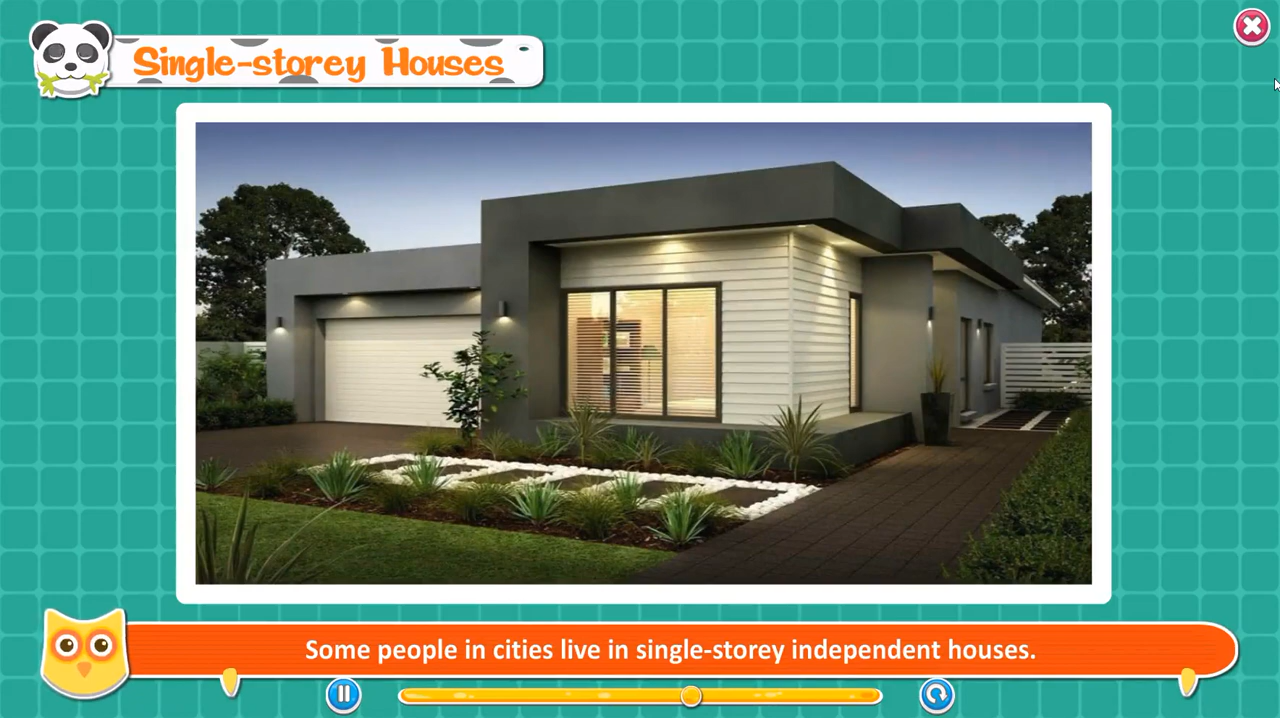 Single-storey Houses
Some people in cities live in single-storey independent houses.